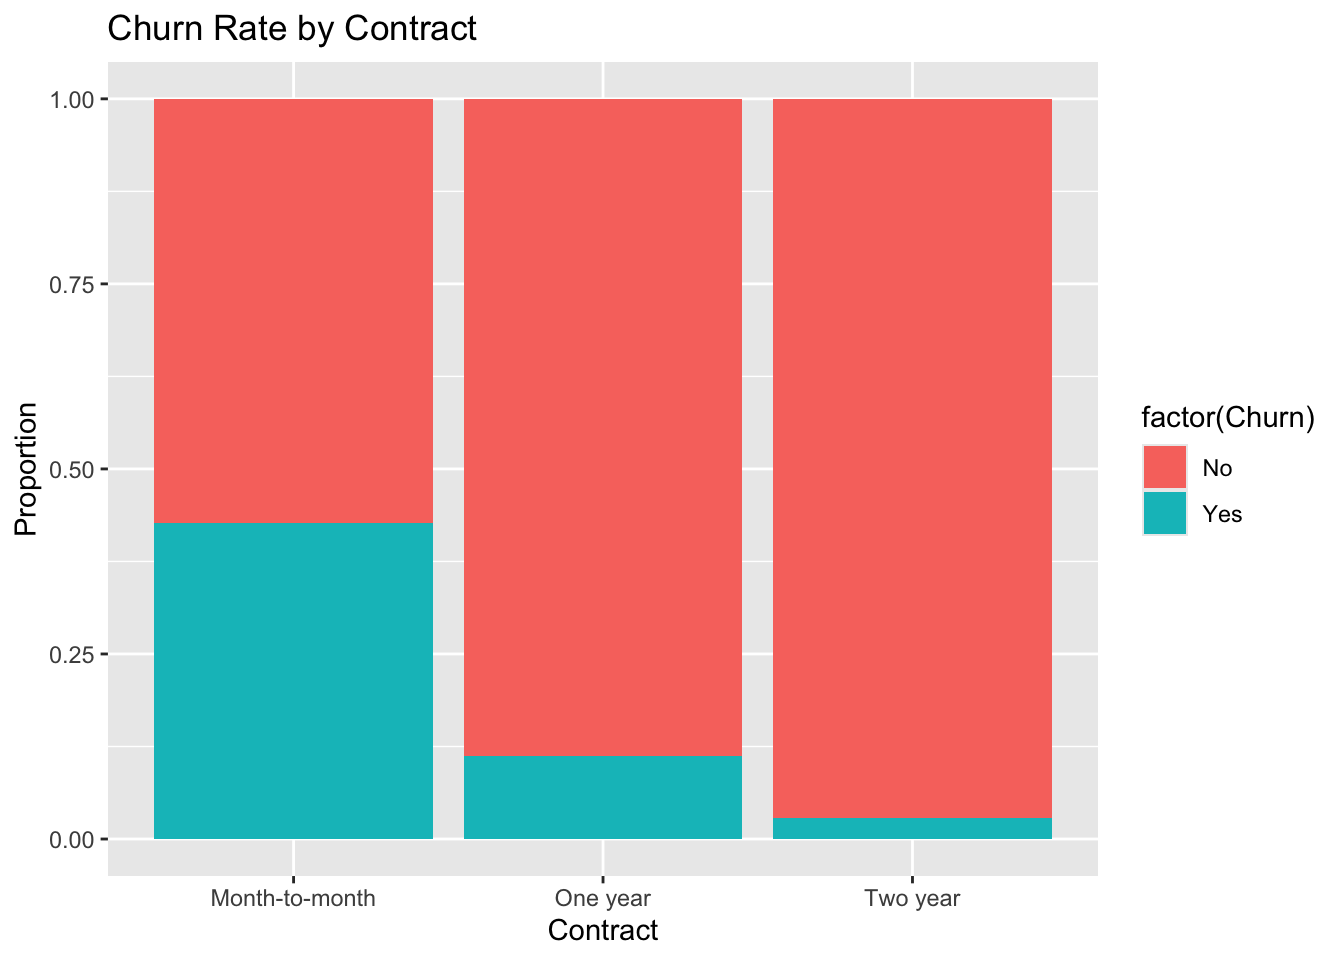 Churn Rate by Contract
1.00
0.75
0.50
0.25
0.00
Proportion
Month-to-month
One year
Two year
Contract
factor(Churn)
No
Yes